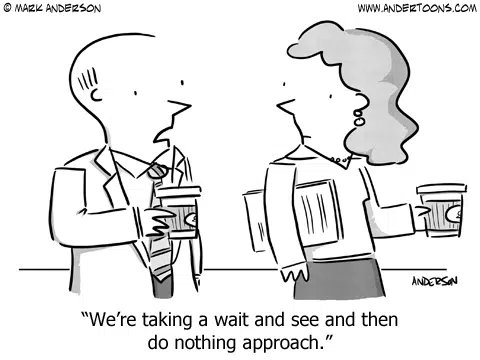 © MARK ANDERSON
WWW.ANDERTOONS.COM
ANDERSON
“We’re taking a wait and see and then
do nothing approach.”